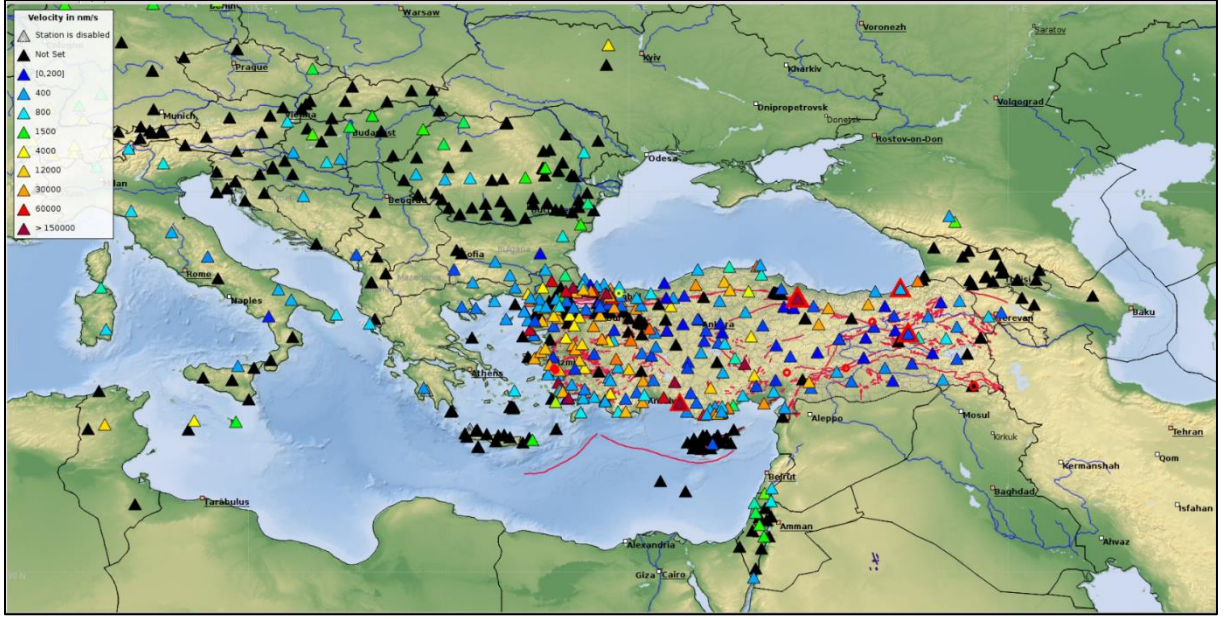 Velocity in nm/s
Station is disabled
Not Set
[0,200]
400
800
1500
4000
12000
30000
60000
> 150000
Warsaw
Voronezh
Saratov
Prague
Kyiv
Kharkiv
Munich
Dnipropetrovsk
Donetsk
Volgograd
Budapest
Rostov-on-Don
Odesa
Beograd
Sofia
Rome
Naples
Ankara
Yerevan
Baku
Athens
Aleppo
Mosul
Kirkuk
Tehran
Kermanshah
Qom
Beirut
Baghdad
Isfahan
Tarabulus
Amman
Alexandria
Ahvaz
Giza
Cairo